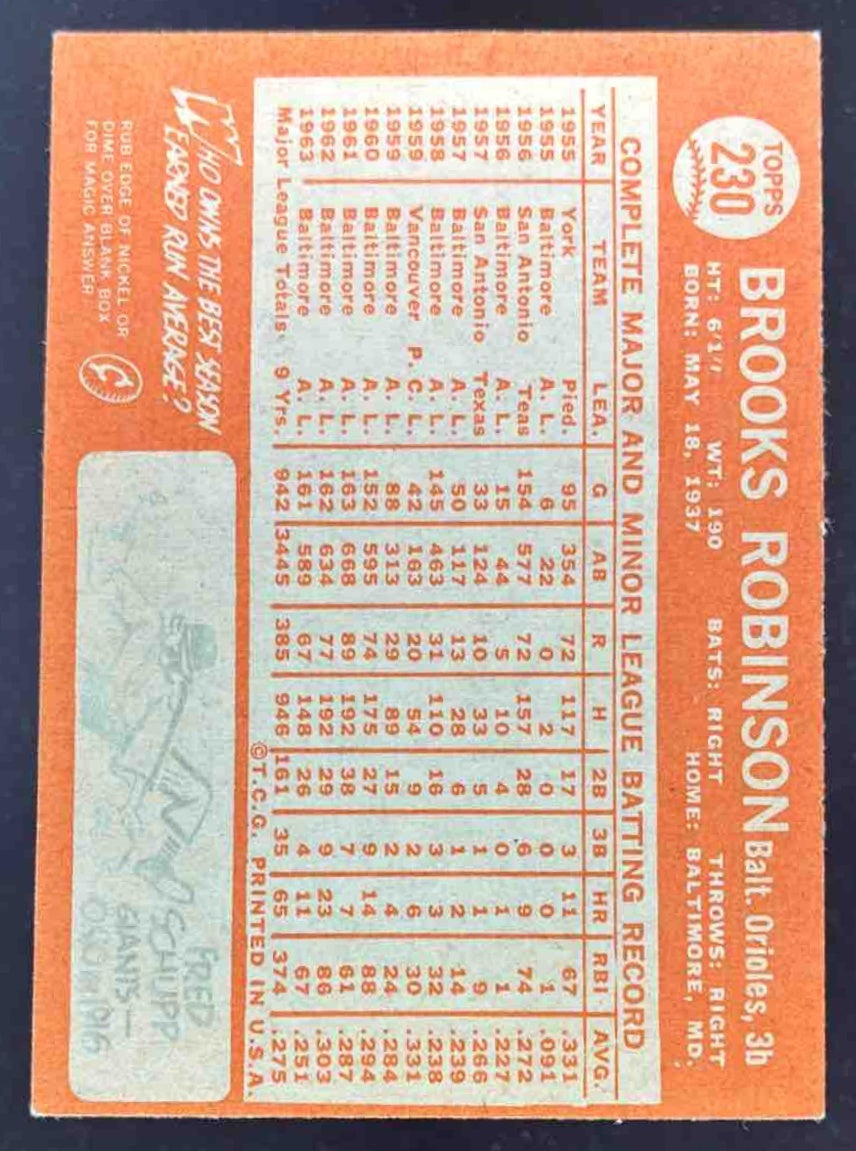 TOPPS
230
BROOKS ROBINSON Balt. Orioles, 3b
HT: 6'1" WT: 190 BATS: RIGHT THROWS: RIGHT
BORN: MAY 18, 1937 HOME: BALTIMORE, MD.
COMPLETE MAJOR AND MINOR LEAGUE BATTING RECORD
YEAR TEAM LEA. G AB R H 2B 3B HR RBI AVG.
1955 York Pied. 95 354 72 117 17 3 11 67 .331
1955 Baltimore A. L. 6 22 0 2 0 0 0 1 .091
1956 San Antonio Teas 154 577 72 157 28 6 9 74 .272
1956 Baltimore A. L. 15 44 5 10 4 0 1 1 .227
1957 San Antonio Texas 33 124 10 33 5 1 1 9 .266
1957 Baltimore A. L. 50 117 13 28 6 1 2 14 .239
1958 Baltimore A. L. 145 463 31 110 16 3 3 32 .238
1959 Vancouver P. C. L. 42 163 20 54 9 2 6 30 .331
1959 Baltimore A. L. 88 313 29 89 15 2 4 24 .284
1960 Baltimore A. L. 152 595 74 175 27 9 14 88 .294
1961 Baltimore A. L. 163 668 89 192 38 7 7 61 .287
1962 Baltimore A. L. 162 634 77 192 29 9 23 86 .303
1963 Baltimore A. L. 161 589 67 148 26 4 11 67 .251
Major League Totals 9 Yrs. 942 3445 385 946 161 35 65 374 .275
©T.C.G. PRINTED IN U.S.A.
WHO OWNS THE BEST SEASON
EARNED RUN AVERAGE?
RUB EDGE OF NICKEL OR
DIME OVER BLANK BOX
FOR MAGIC ANSWER
FRED
SCHUPP
GIANTS—
0.90 IN 1916